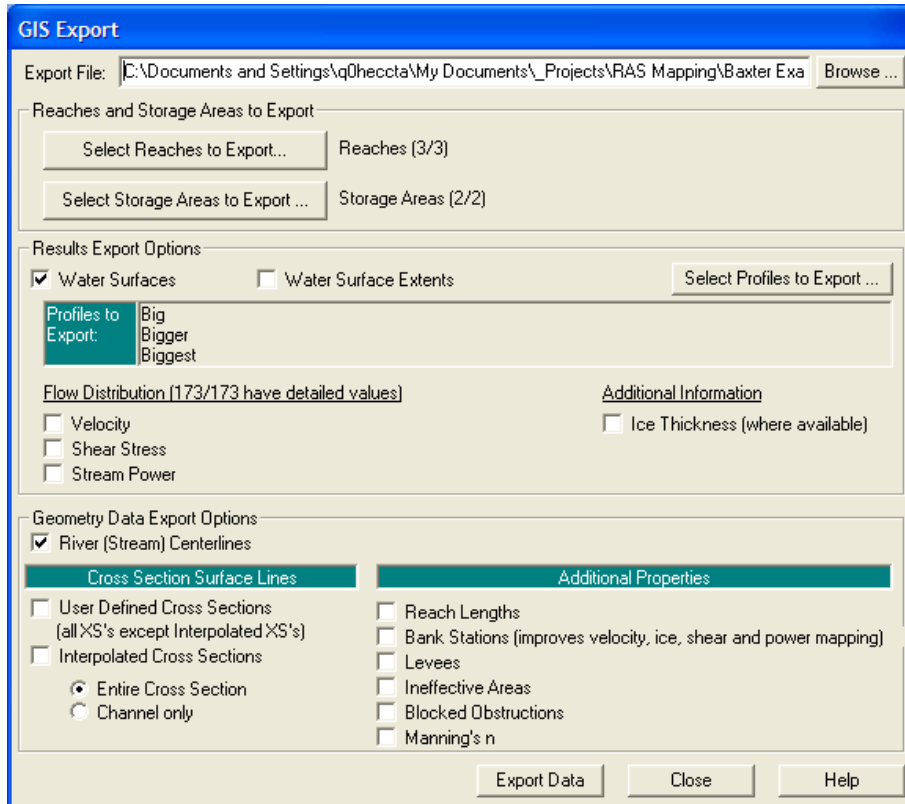 GIS Export
Export File: C:\Documents and Settings\q0heccta\My Documents\_Projects\RAS Mapping\Baxter Exa Browse ...
Reaches and Storage Areas to Export
Select Reaches to Export... Reaches (3/3)
Select Storage Areas to Export ... Storage Areas (2/2)
Results Export Options
Water Surfaces Water Surface Extents Select Profiles to Export ...
Profiles to Export: Big
Bigger
Biggest
Flow Distribution (173/173 have detailed values) Additional Information
Velocity Ice Thickness (where available)
Shear Stress
Stream Power
Geometry Data Export Options
River (Stream) Centerlines
Cross Section Surface Lines Additional Properties
User Defined Cross Sections Reach Lengths
(all XS's except Interpolated XS's) Bank Stations (improves velocity, ice, shear and power mapping)
Interpolated Cross Sections Levees
Entire Cross Section Ineffective Areas
Channel only Blocked Obstructions
Manning's n
Export Data Close Help